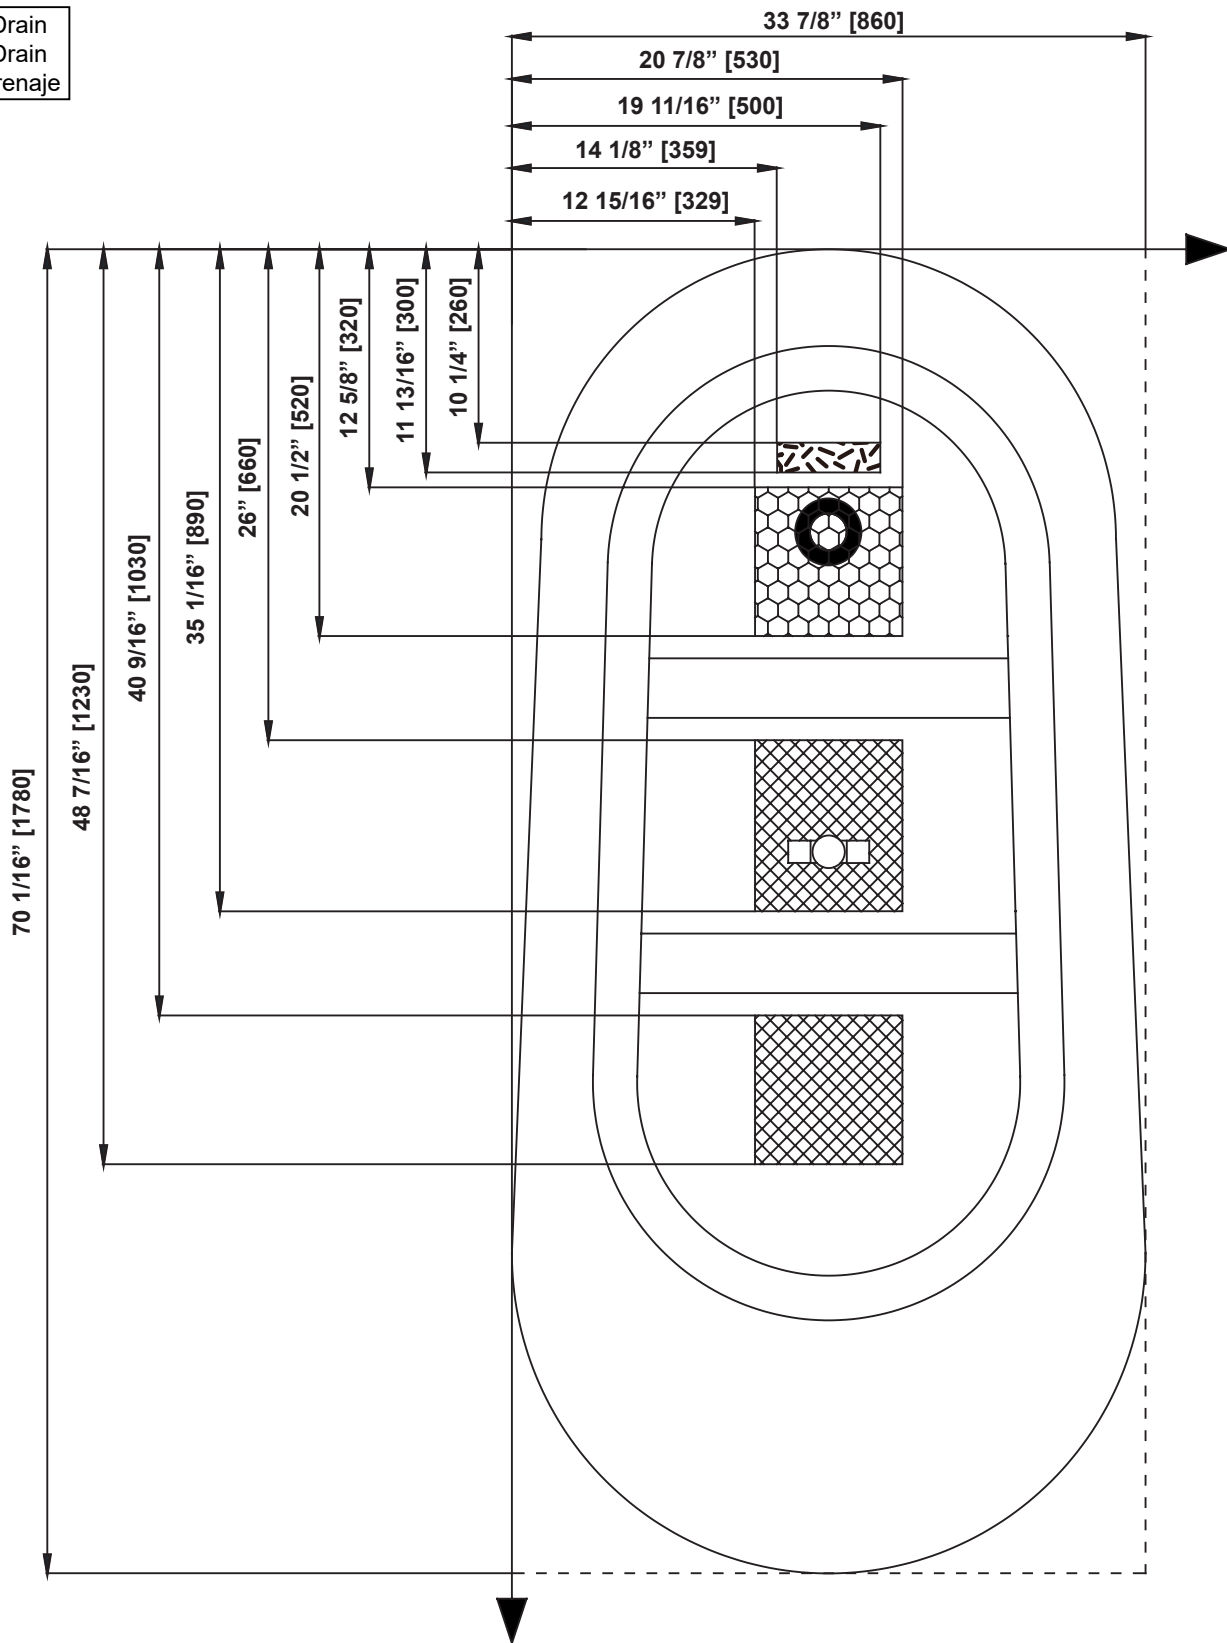 Drain
Drain
33 7/8” [860]
20 7/8” [530]
19 11/16” [500]
14 1/8” [359]
12 15/16” [329]
10 1/4” [260]
11 13/16” [300]
12 5/8” [320]
20 1/2” [520]
26” [660]
35 1/16” [890]
40 9/16” [1030]
48 7/16” [1230]
70 1/16” [1780]